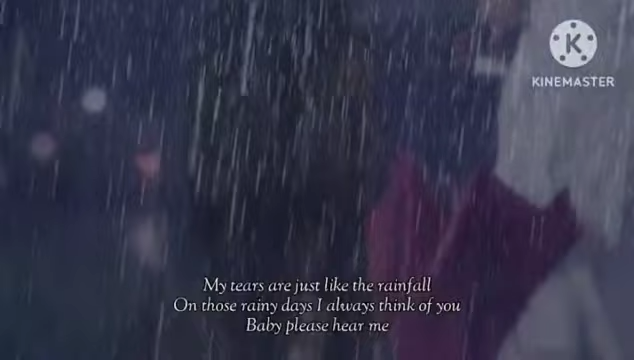 KINEMASTER
My tears are just like the rainfall
On those rainy days I always think of you
Baby please hear me